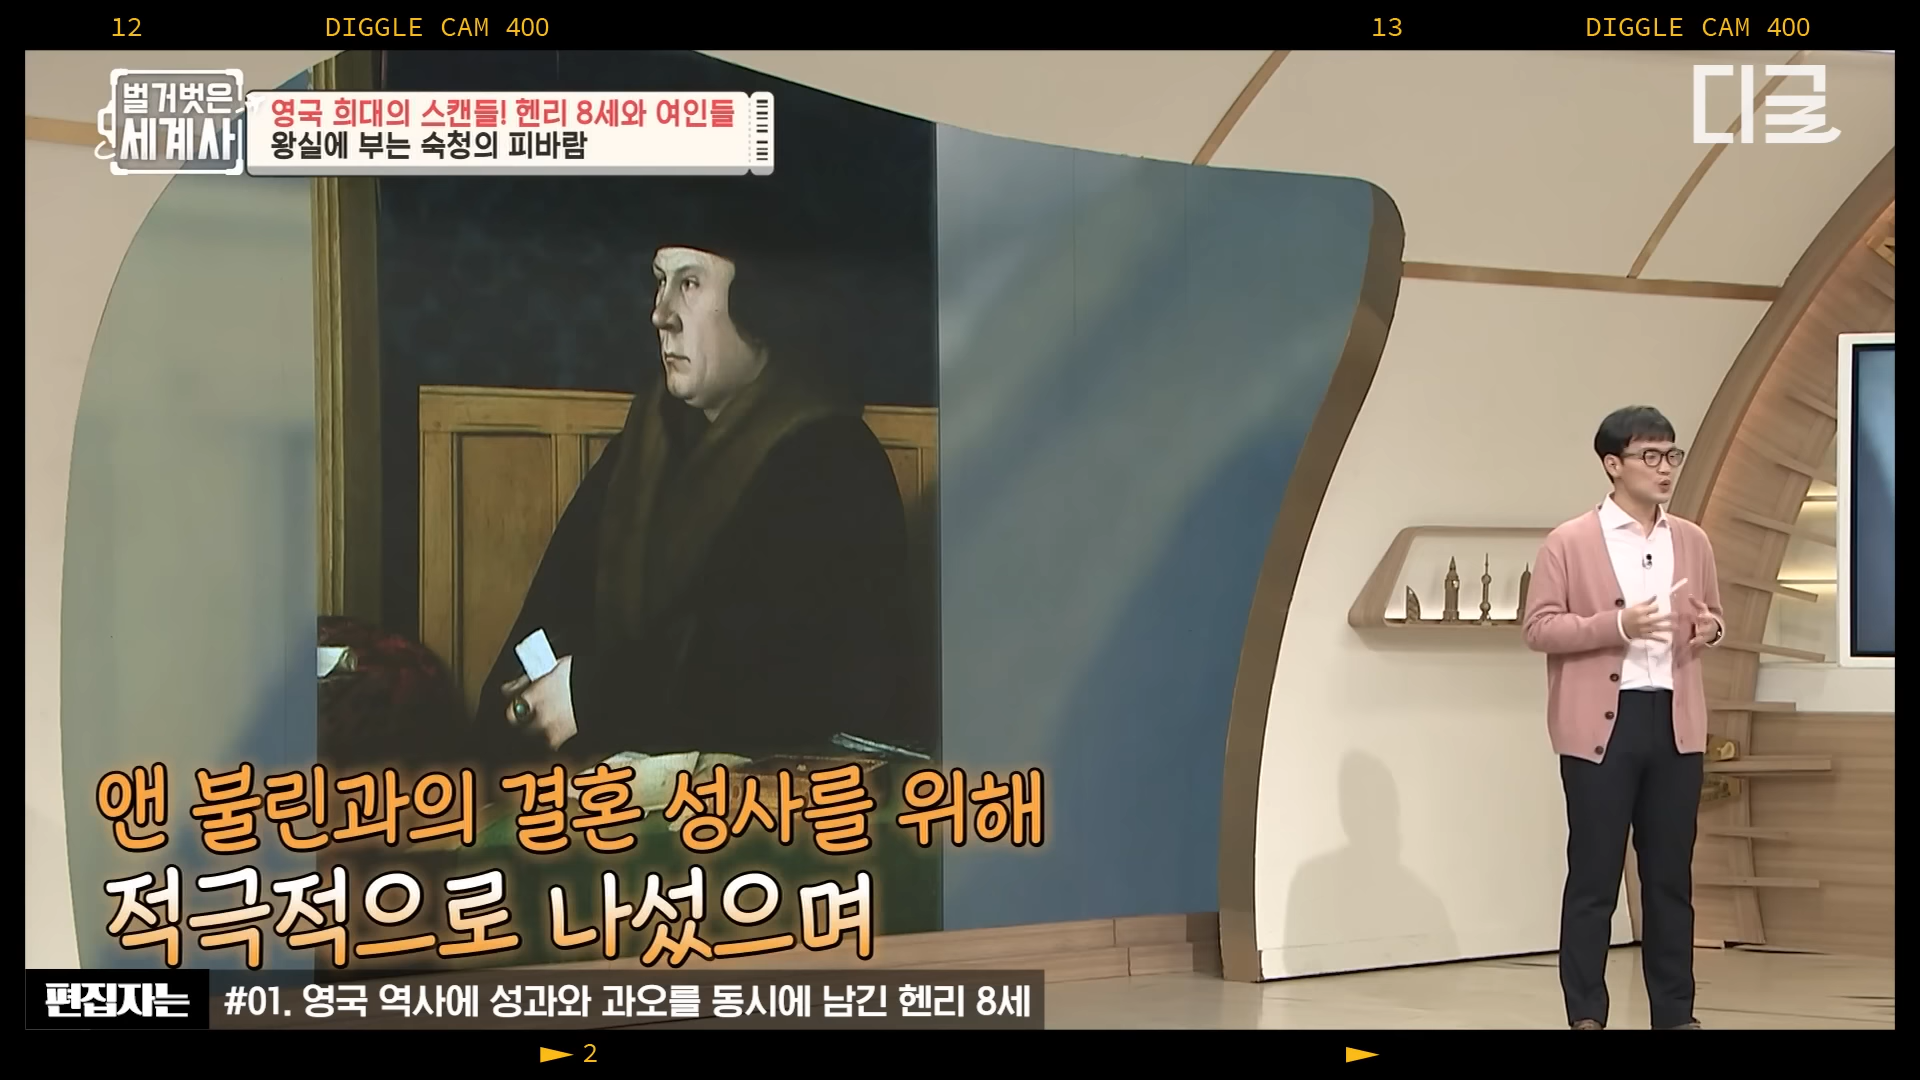 12
DIGGLE CAM 400
13
DIGGLE CAM 400
벌거벗은
세계사
영국 희대의 스캔들! 헨리 8세와 여인들
왕실에 부는 숙청의 피바람
디글
앤 불린과의 결혼 성사를 위해
적극적으로 나섰으며
편집자는
#01. 영국 역사에 성과와 과오를 동시에 남긴 헨리 8세
2